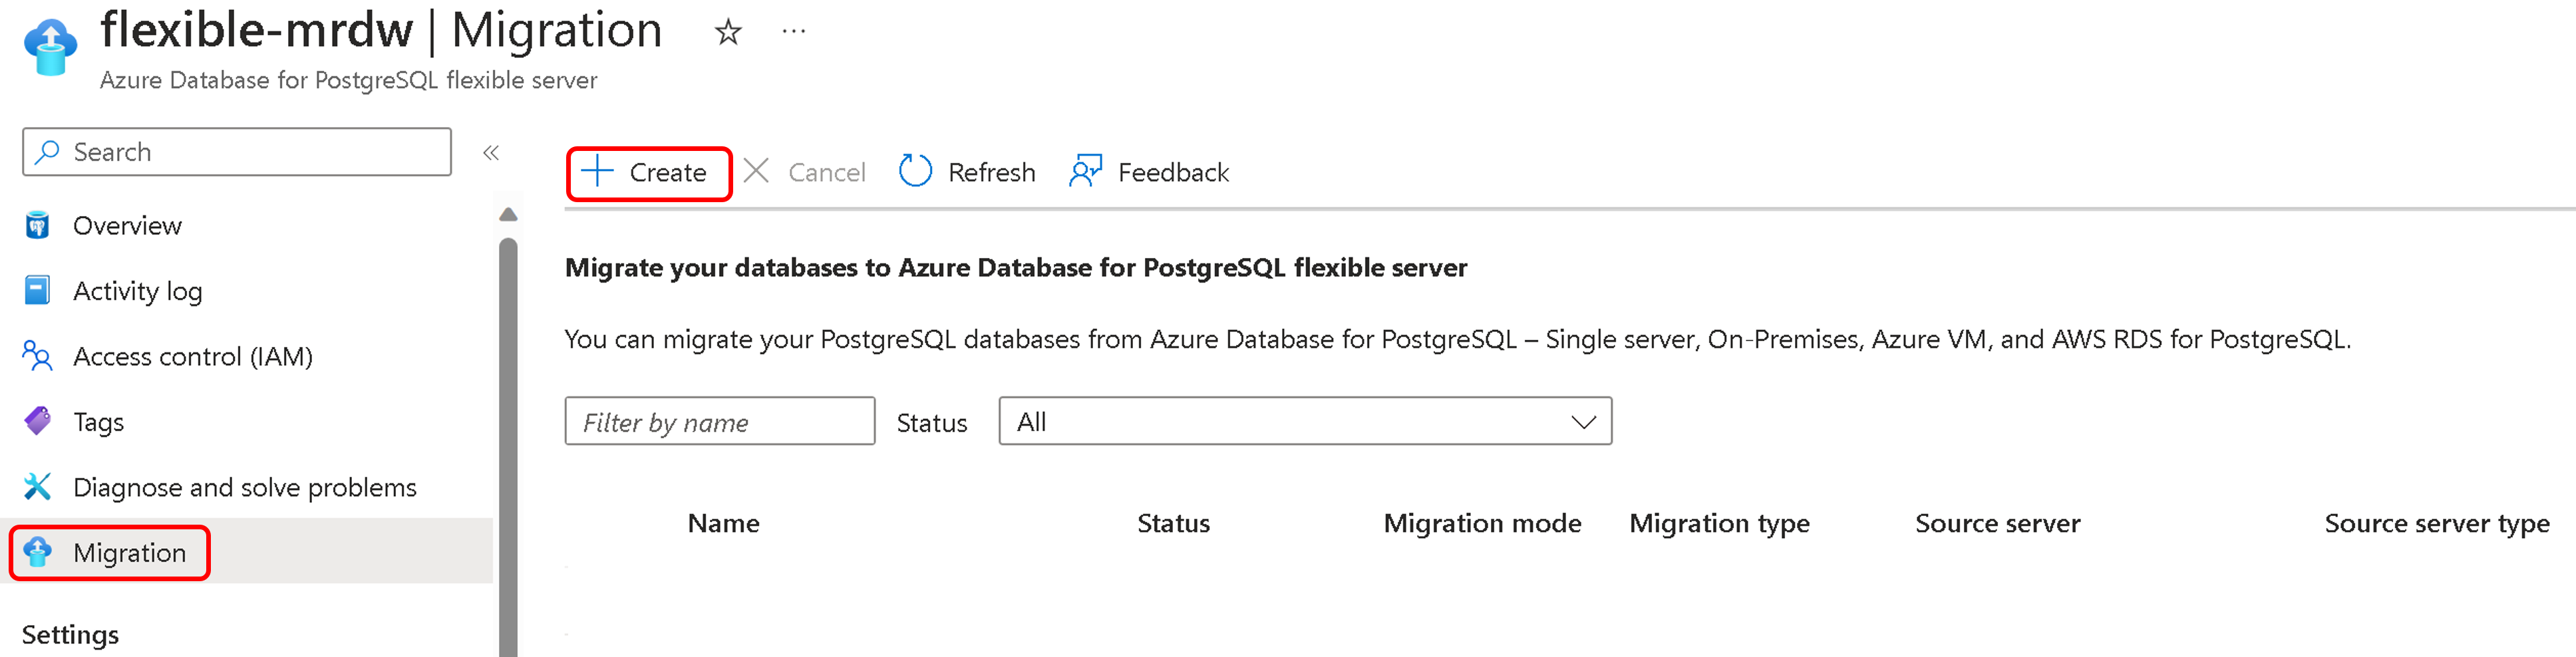 flexible-mrdw | Migration
Azure Database for PostgreSQL flexible server
Search
Overview
Activity log
Access control (IAM)
Tags
Diagnose and solve problems
Migration
Settings
Create Cancel Refresh Feedback
Migrate your databases to Azure Database for PostgreSQL flexible server
You can migrate your PostgreSQL databases from Azure Database for PostgreSQL – Single server, On-Premises, Azure VM, and AWS RDS for PostgreSQL.
Filter by name Status All
Name Status Migration mode Migration type Source server Source server type